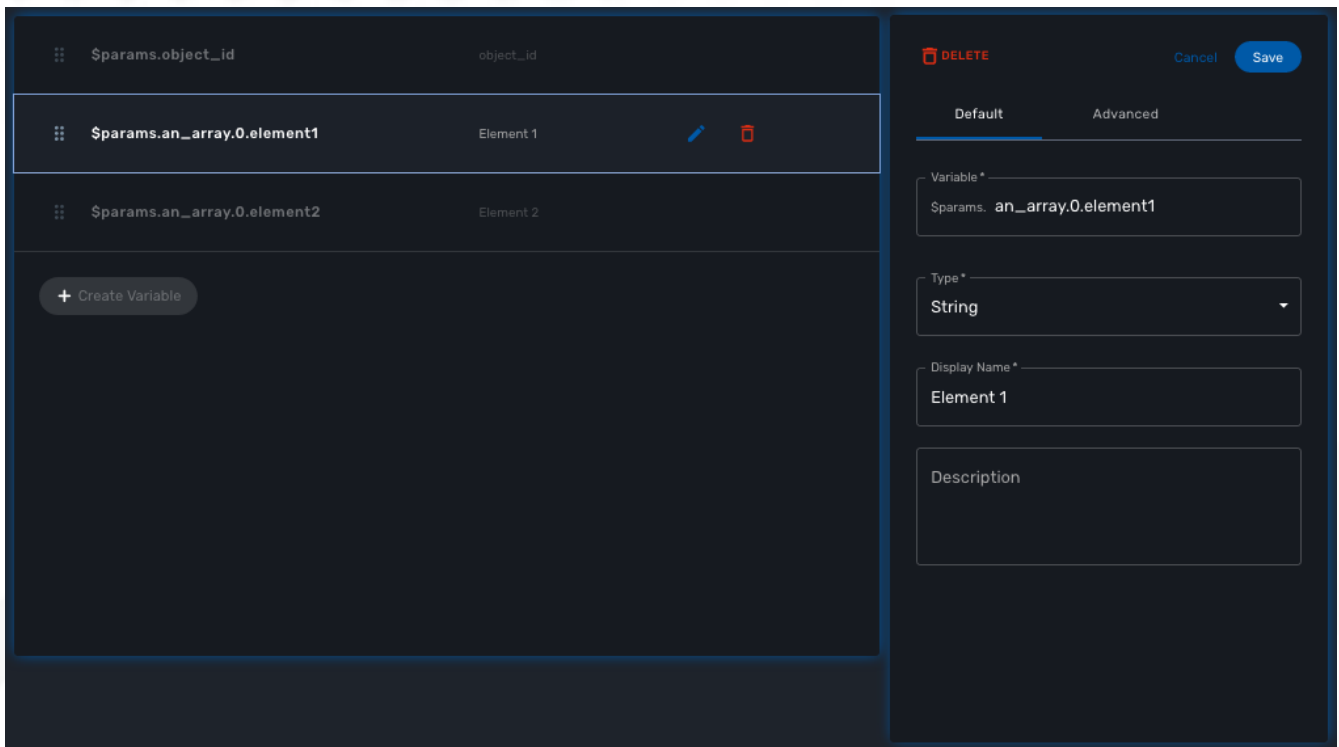 $params.object_id object_id
$params.an_array.0.element1 Element 1
$params.an_array.0.element2 Element 2
+ Create Variable
DELETE Cancel Save
Default Advanced
Variable *
$params. an_array.0.element1
Type *
String
Display Name *
Element 1
Description